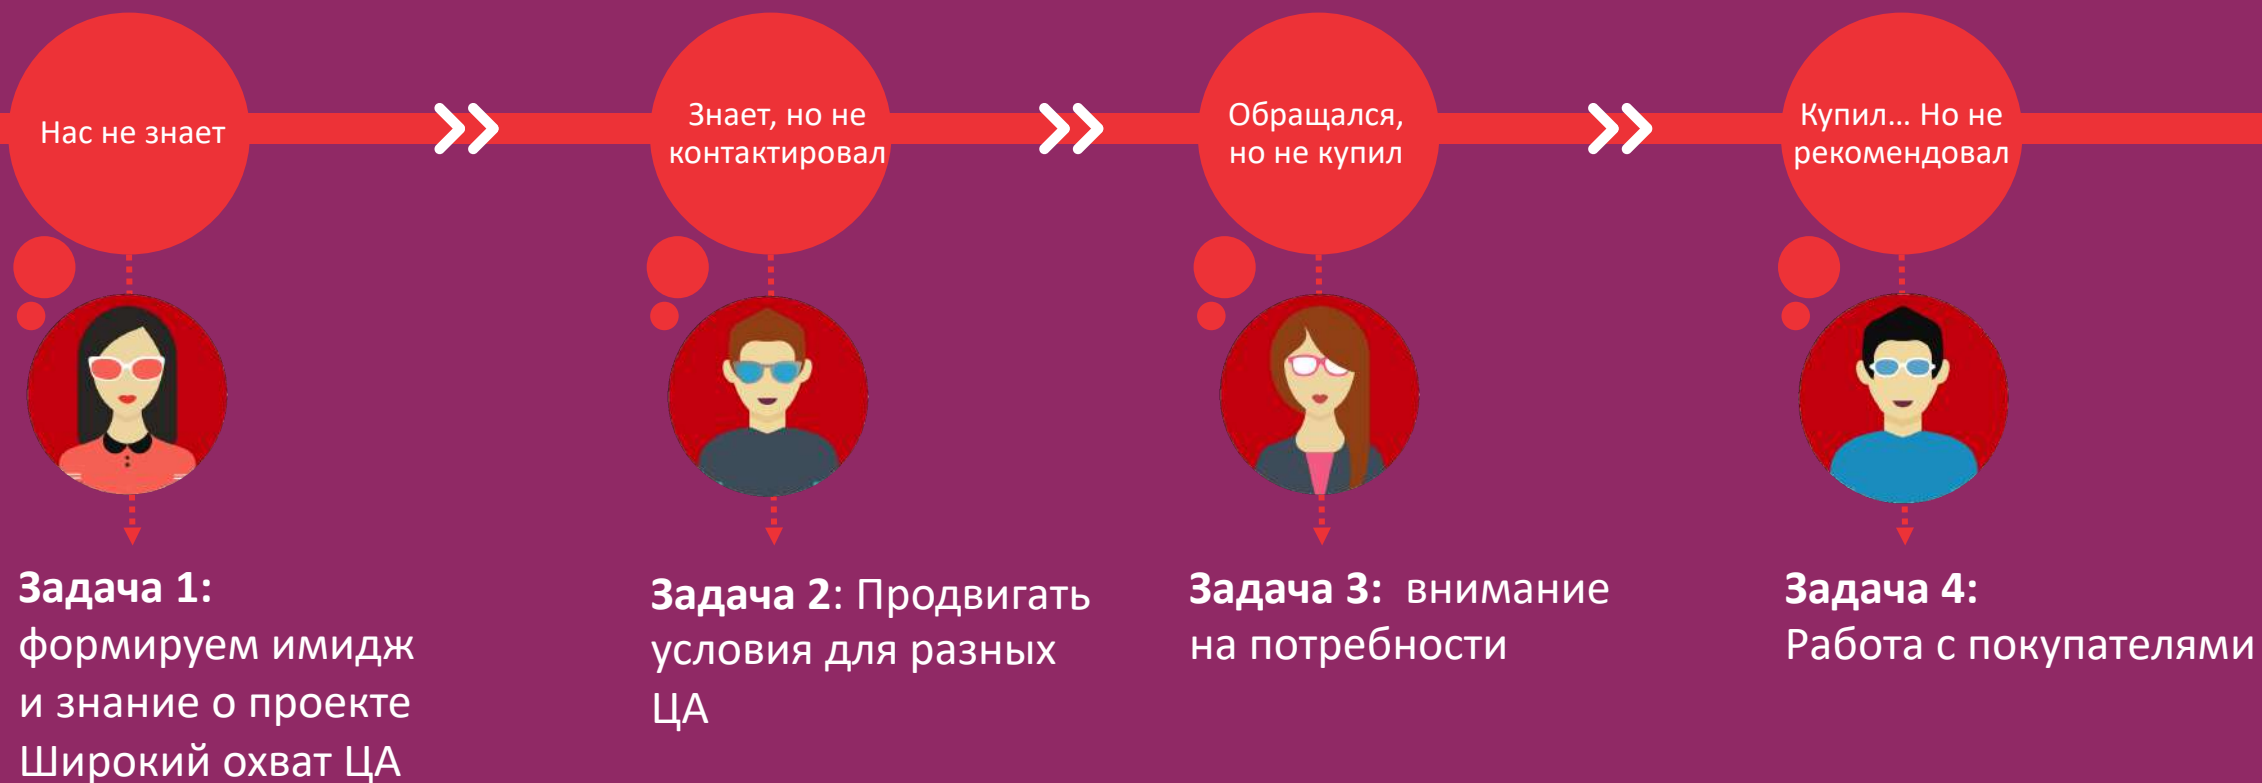 Нас не знает
Знает, но не
контактировал
Обращался,
но не купил
Купил... Но не
рекомендовал
Задача 1:
формируем имидж
и знание о проекте
Широкий охват ЦА
Задача 2: Продвигать
условия для разных
ЦА
Задача 3: внимание
на потребности
Задача 4:
Работа с покупателями